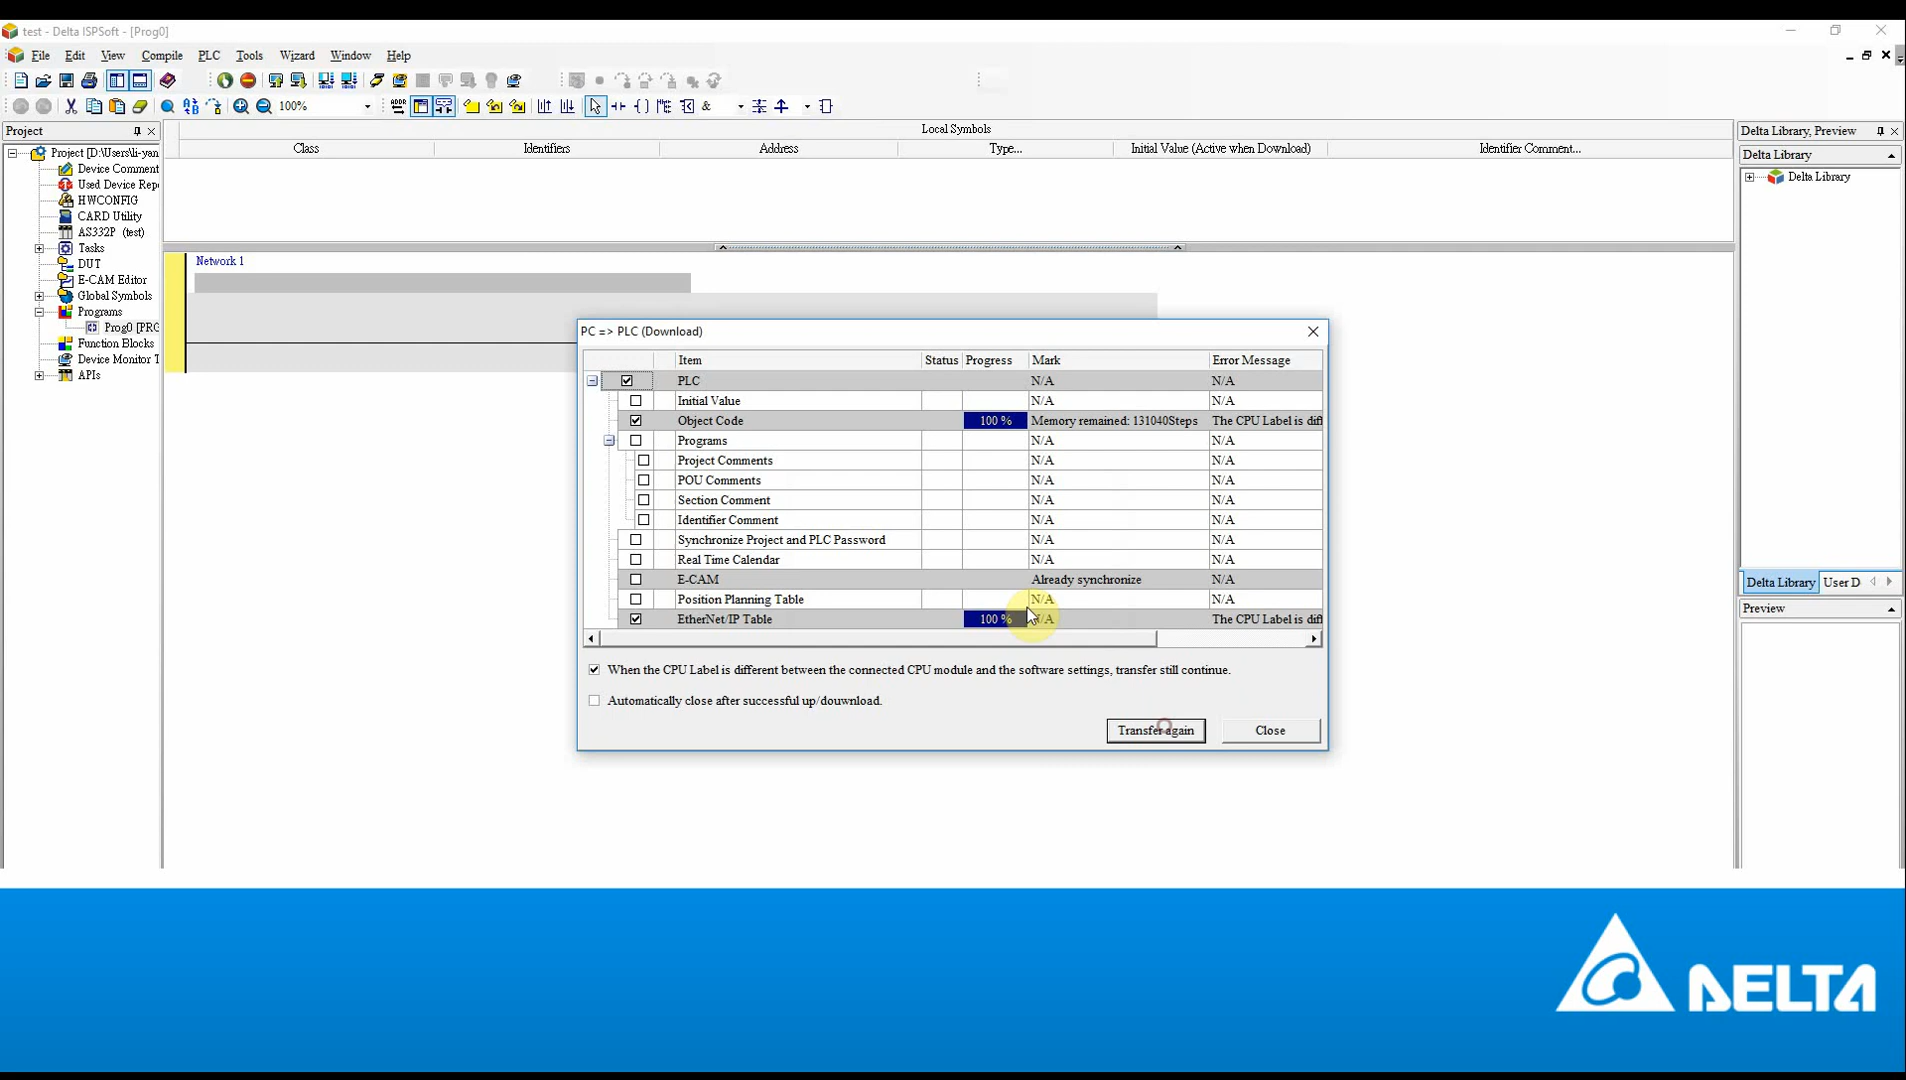 test - Delta ISPSoft - [Prog0]
File Edit View Compile PLC Tools Wizard Window Help
100%
ADDR
&
Project
Project [D:\Users\li-yan
Device Comment
Used Device Repo
HWCONFIG
CARD Utility
AS332P (test)
Tasks
DUT
E-CAM Editor
Global Symbols
Programs
Prog0 [PRG
Function Blocks
Device Monitor T
APIs
Local Symbols
Class Identifiers Address Type... Initial Value (Active when Download) Identifier Comment...
Network 1
PC => PLC (Download)
Item Status Progress Mark Error Message
PLC N/A N/A
Initial Value N/A N/A
Object Code 100 % Memory remained: 131040Steps The CPU Label is diff
Programs N/A N/A
Project Comments N/A N/A
POU Comments N/A N/A
Section Comment N/A N/A
Identifier Comment N/A N/A
Synchronize Project and PLC Password N/A N/A
Real Time Calendar N/A N/A
E-CAM Already synchronize N/A
Position Planning Table N/A N/A
EtherNet/IP Table 100 % N/A The CPU Label is diff
When the CPU Label is different between the connected CPU module and the software settings, transfer still continue.
Automatically close after successful up/douwnload.
Transfer again Close
Delta Library, Preview
Delta Library
Delta Library
Delta Library User D
Preview
DELTA